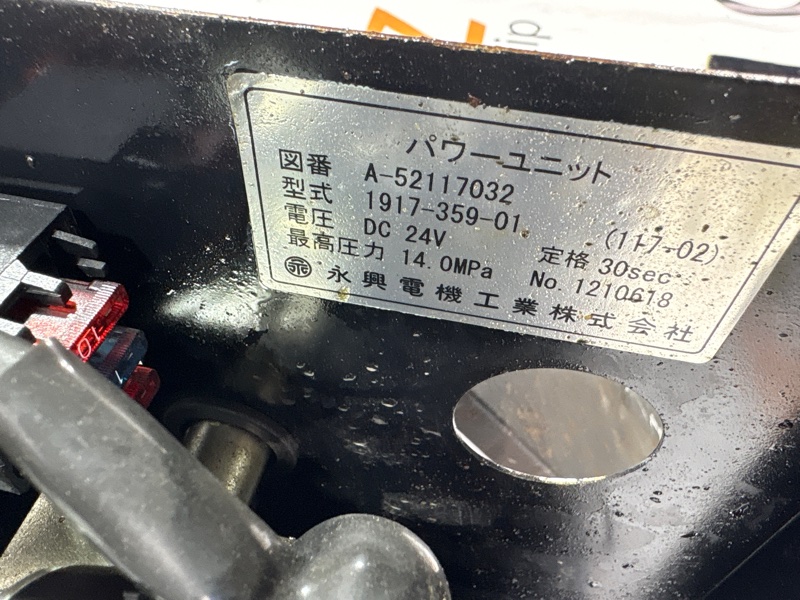 パワーユニット
図番 A-52117032
型式 1917-359-01 (117-02)
電圧 DC 24V 定格 30sec
最高圧力 14.0MPa No. 1210618
永興電機工業株式会社
10
pid